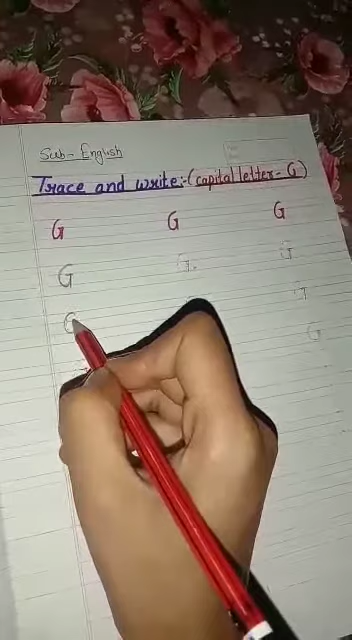 Sub- English
Trace and write:-(capital letter- G)
G G G
G G G
G G
G